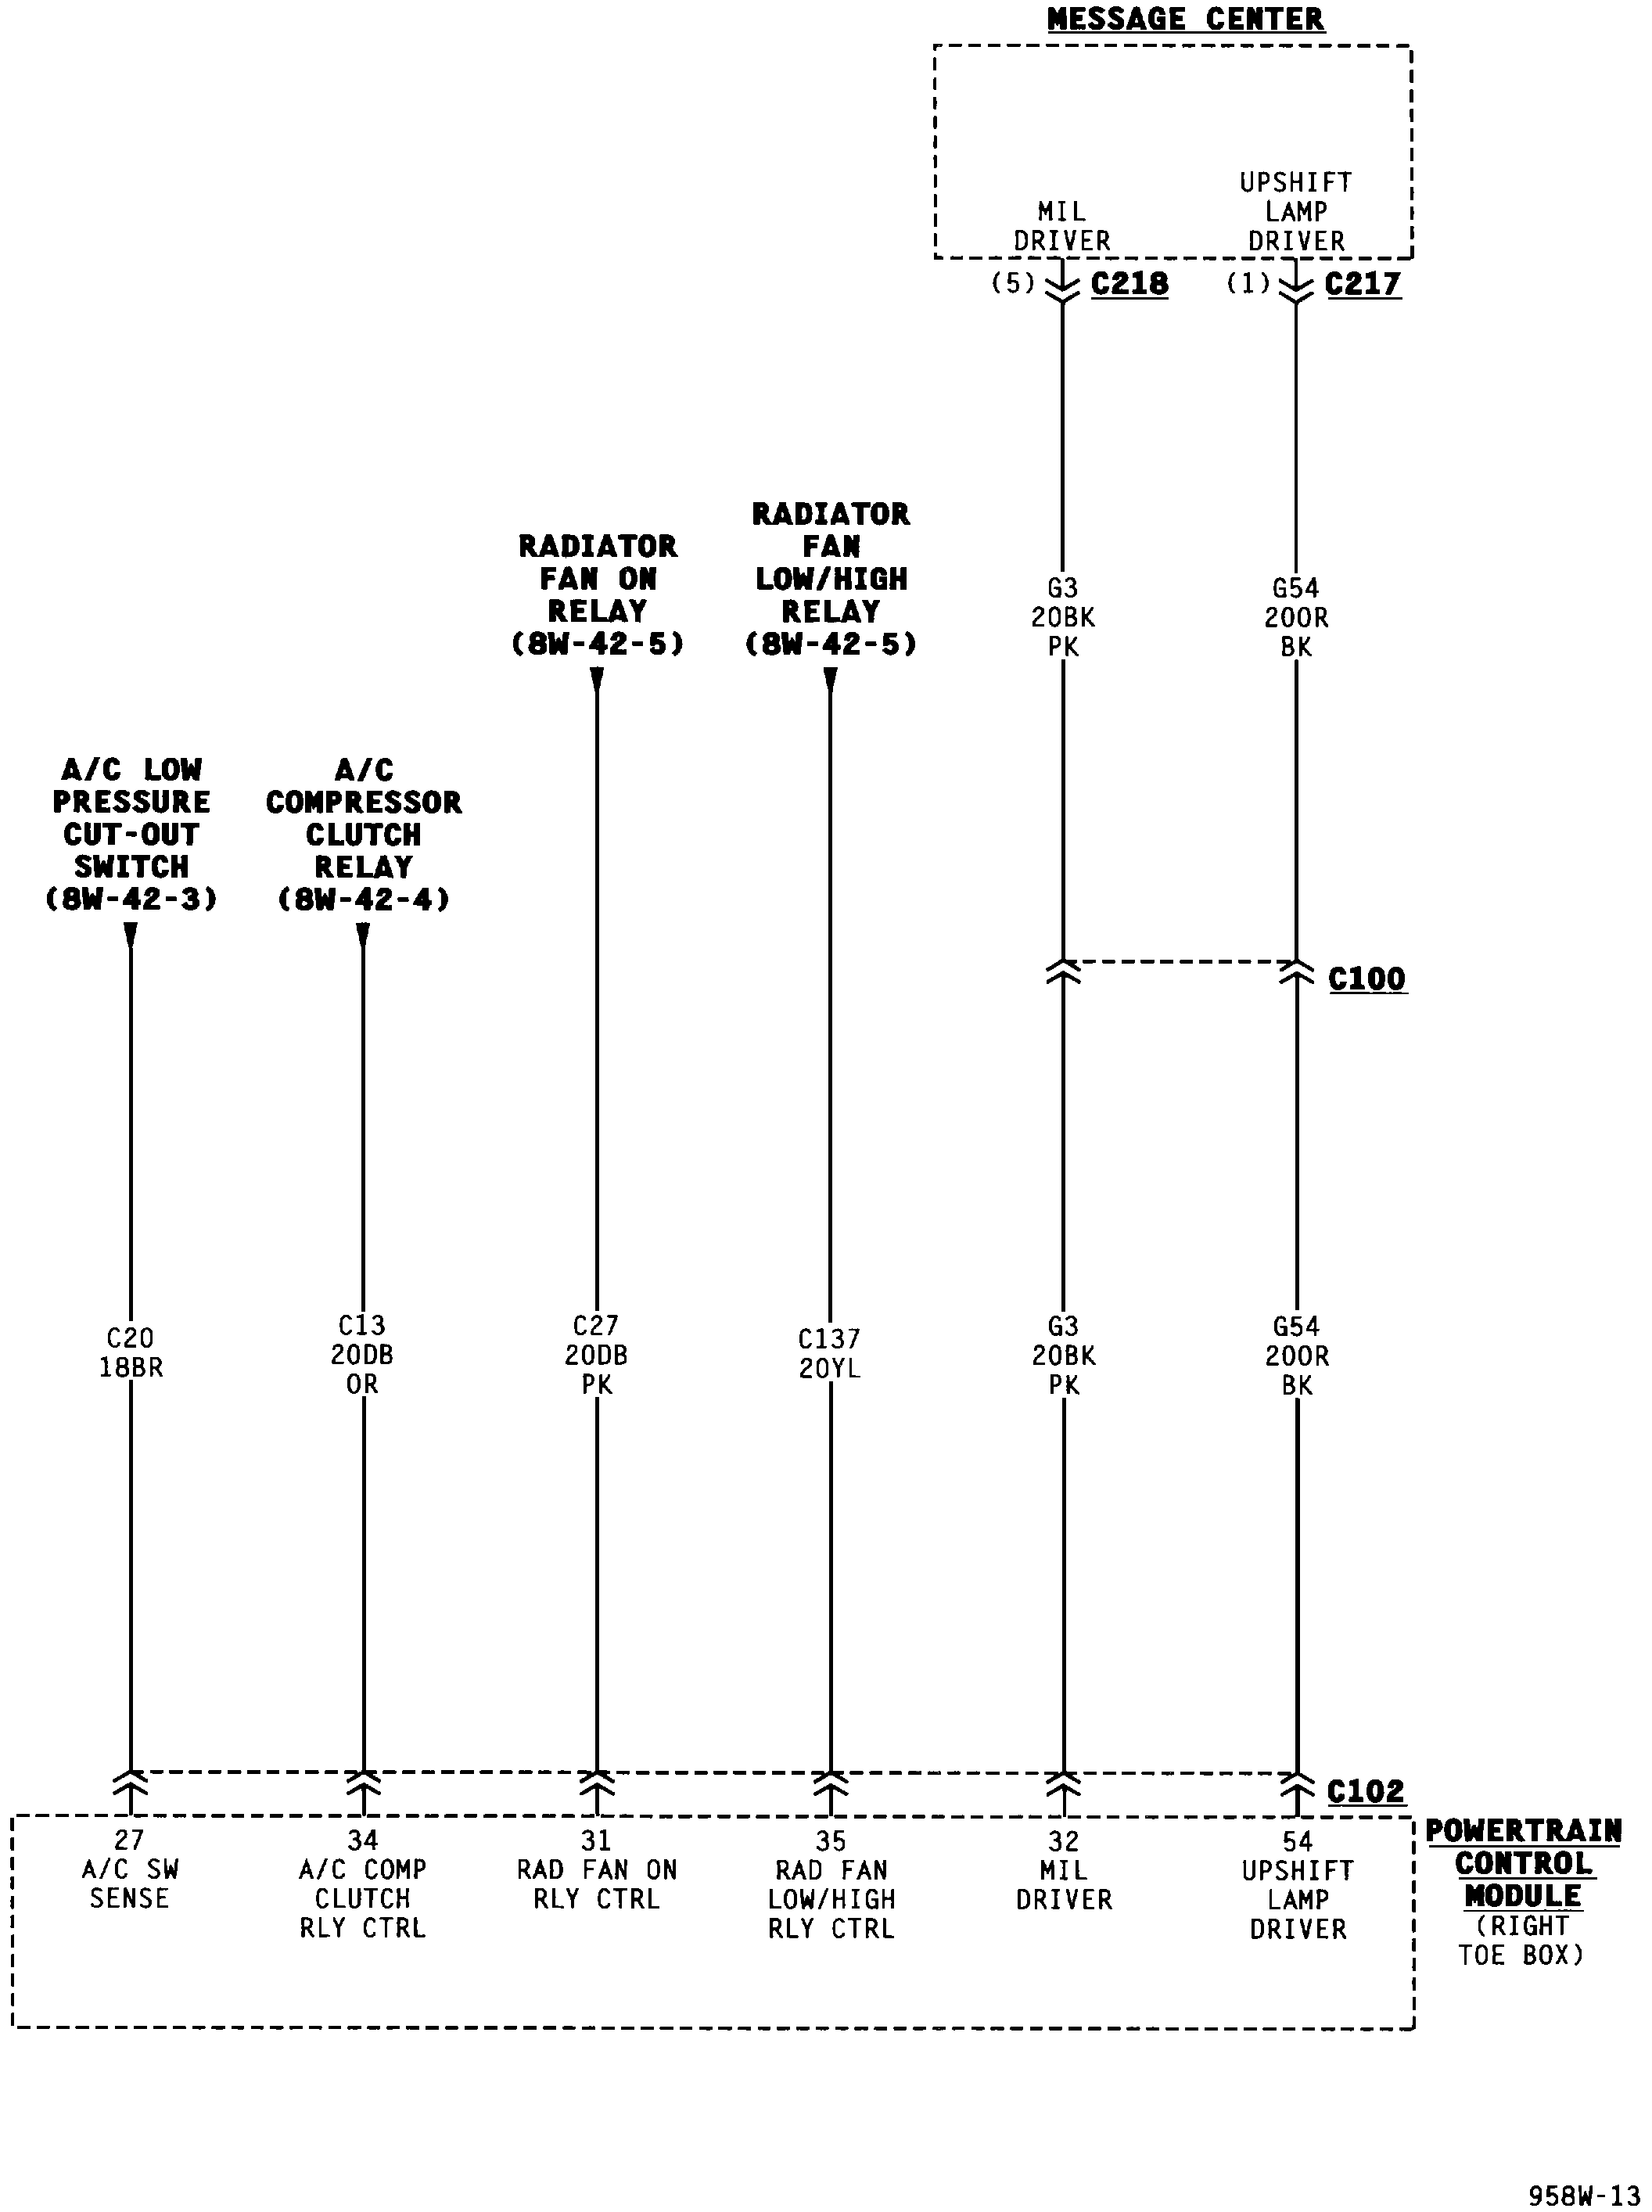 MESSAGE CENTER
MIL
DRIVER
UPSHIFT
LAMP
DRIVER
(5)
C218
(1)
C217
RADIATOR
FAN ON
RELAY
(8W-42-5)
RADIATOR
FAN
LOW/HIGH
RELAY
(8W-42-5)
G3
20BK
PK
G54
20OR
BK
A/C LOW
PRESSURE
CUT-OUT
SWITCH
(8W-42-3)
A/C
COMPRESSOR
CLUTCH
RELAY
(8W-42-4)
C100
C20
18BR
C13
20DB
OR
C27
20DB
PK
C137
20YL
G3
20BK
PK
G54
20OR
BK
C102
27
A/C SW
SENSE
34
A/C COMP
CLUTCH
RLY CTRL
31
RAD FAN ON
RLY CTRL
35
RAD FAN
LOW/HIGH
RLY CTRL
32
MIL
DRIVER
54
UPSHIFT
LAMP
DRIVER
POWERTRAIN
CONTROL
MODULE
(RIGHT
TOE BOX)
958W-13